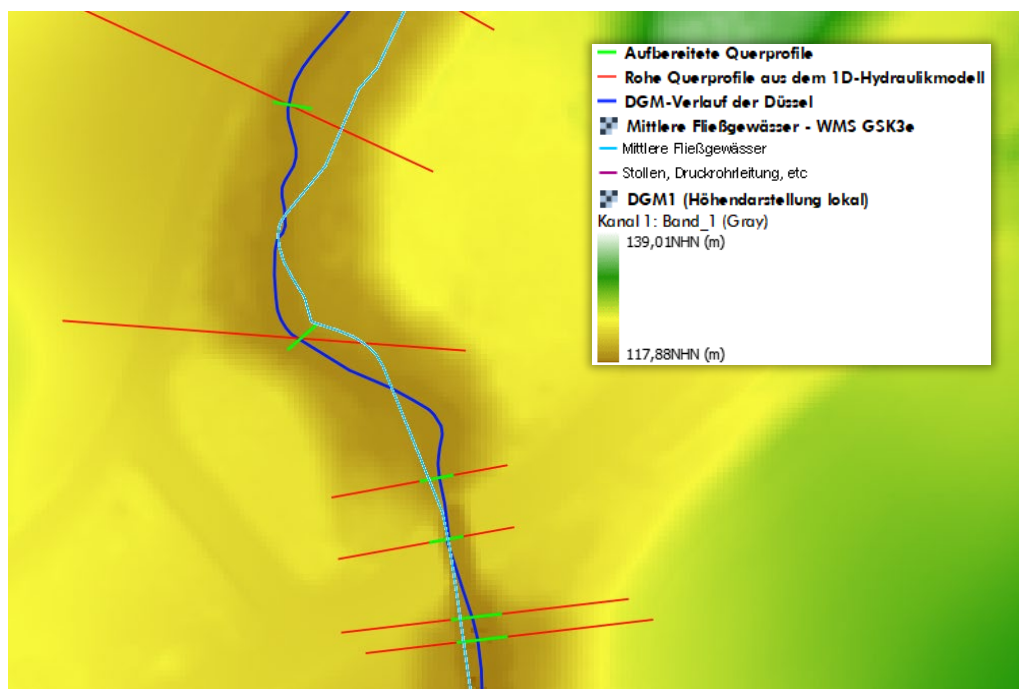 Aufbereitete Querprofile
Rohe Querprofile aus dem 1D-Hydraulikmodell
DGM-Verlauf der Düssel
Mittlere Fließgewässer - WMS GSK3e
Mittlere Fließgewässer
Stollen, Druckrohrleitung, etc
DGM1 (Höhendarstellung lokal)
Kanal 1: Band_1 (Gray)
139,01NHN (m)
117,88NHN (m)